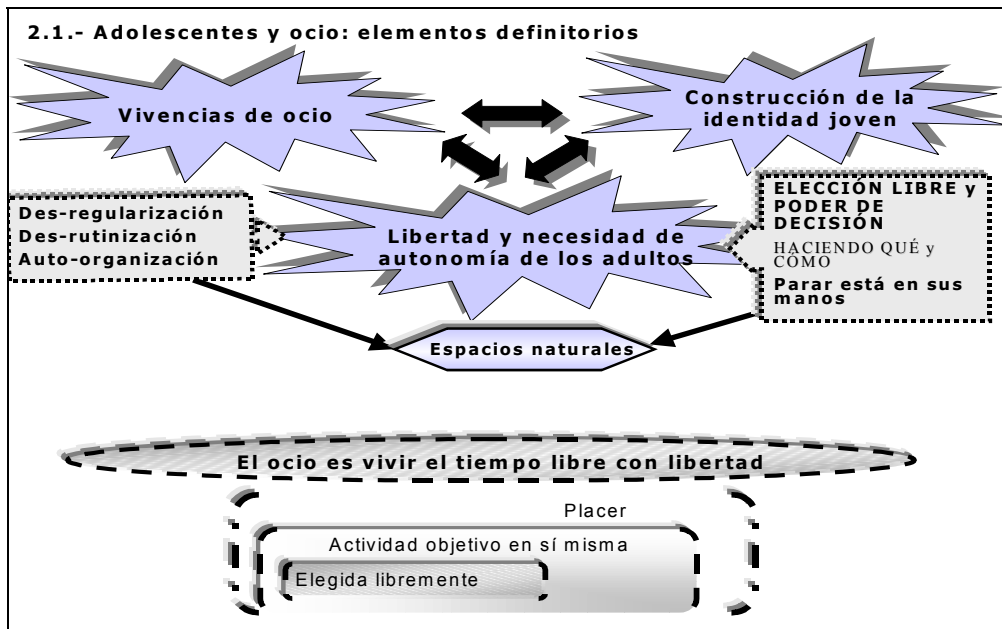 2.1.- Adolescentes y ocio: elementos definitorios
Vivencias de ocio
Construcción de la
identidad joven
Des-regularización
Des-rutinización
Auto-organización
Libertad y necesidad de
autonomía de los adultos
ELECCIÓN LIBRE y
PODER DE
DECISIÓN
HACIENDO QUÉ y
CÓMO
Parar está en sus
manos
Espacios naturales
El ocio es vivir el tiempo libre con libertad
Placer
Actividad objetivo en sí misma
Elegida libremente